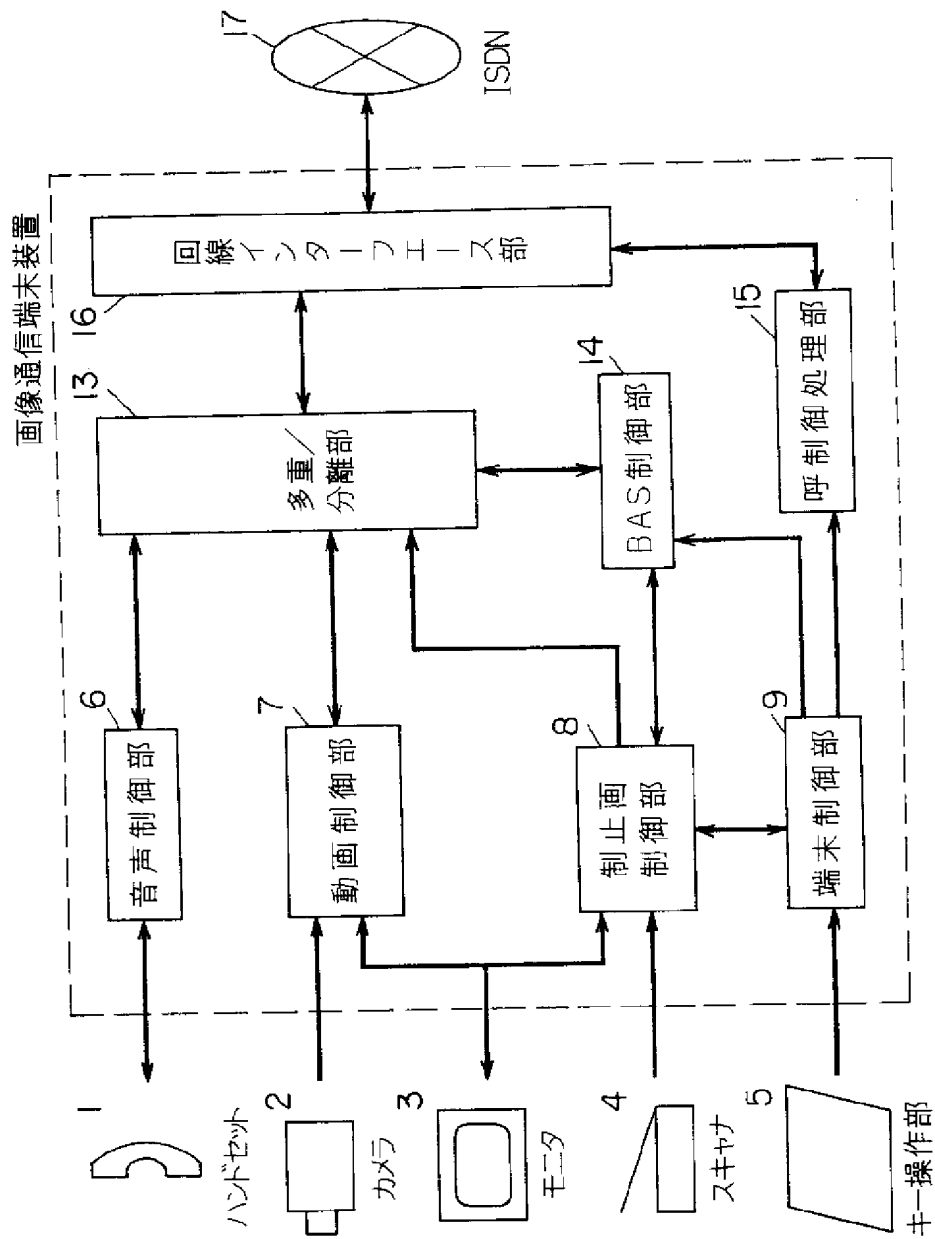 画像通信端末装置
1
ハンドセット
2
カメラ
3
モニタ
4
スキャナ
5
キー操作部
6
音声制御部
7
動画制御部
8
制止画
制御部
9
端末制御部
13
多重/
分離部
14
BAS制御部
15
呼制御処理部
16
回線インターフェース部
17
ISDN